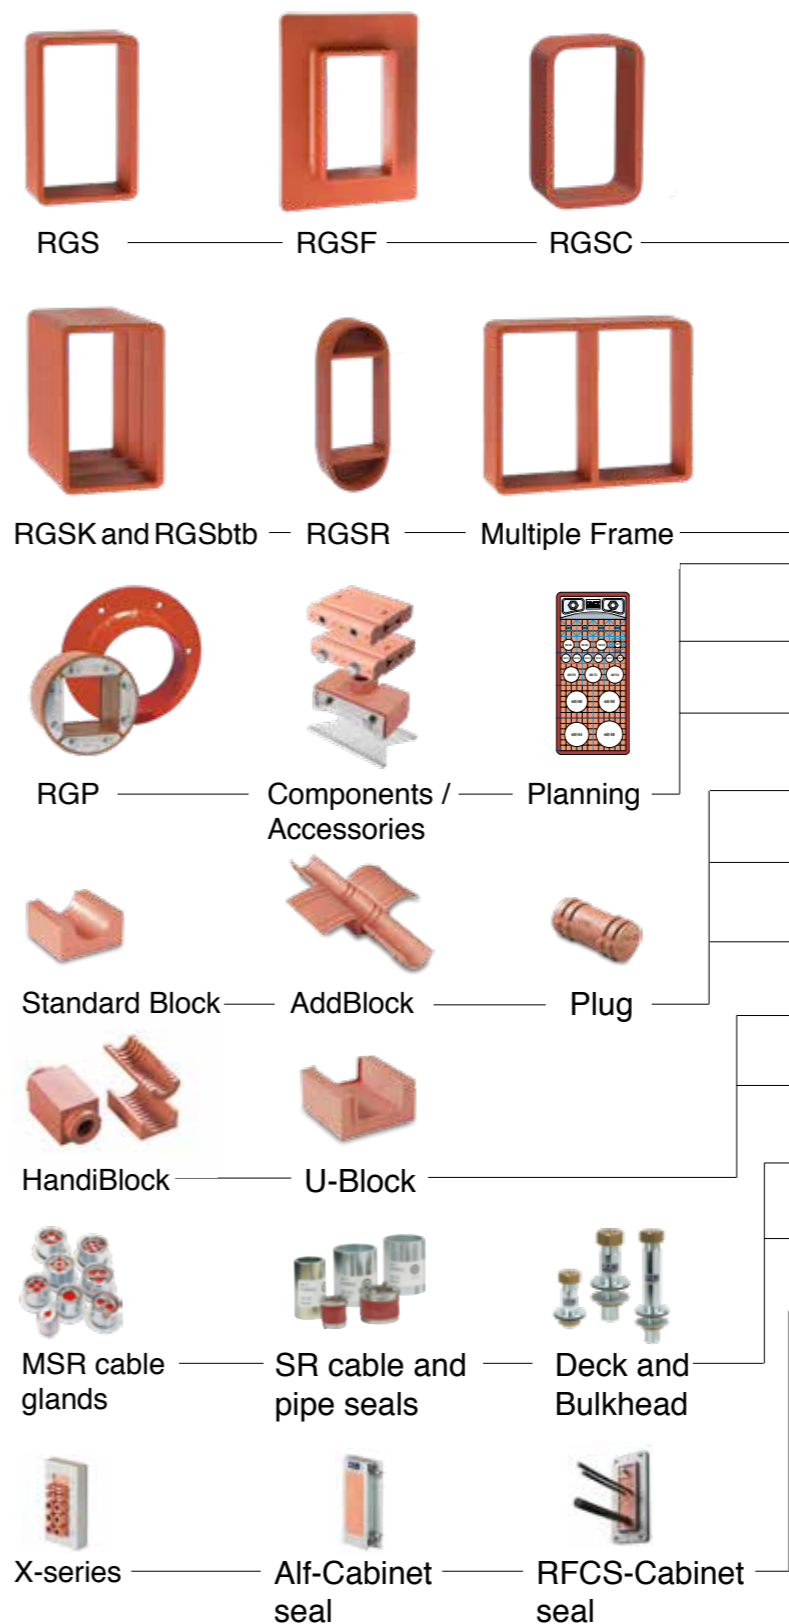 RGS RGSF RGSC
RGSK and RGSbtb RGSR Multiple Frame
RGP Components / Planning
Accessories
Standard Block AddBlock Plug
HandiBlock U-Block
MSR cable SR cable and Deck and
glands pipe seals Bulkhead
X-series Alf-Cabinet RFCS-Cabinet
seal seal